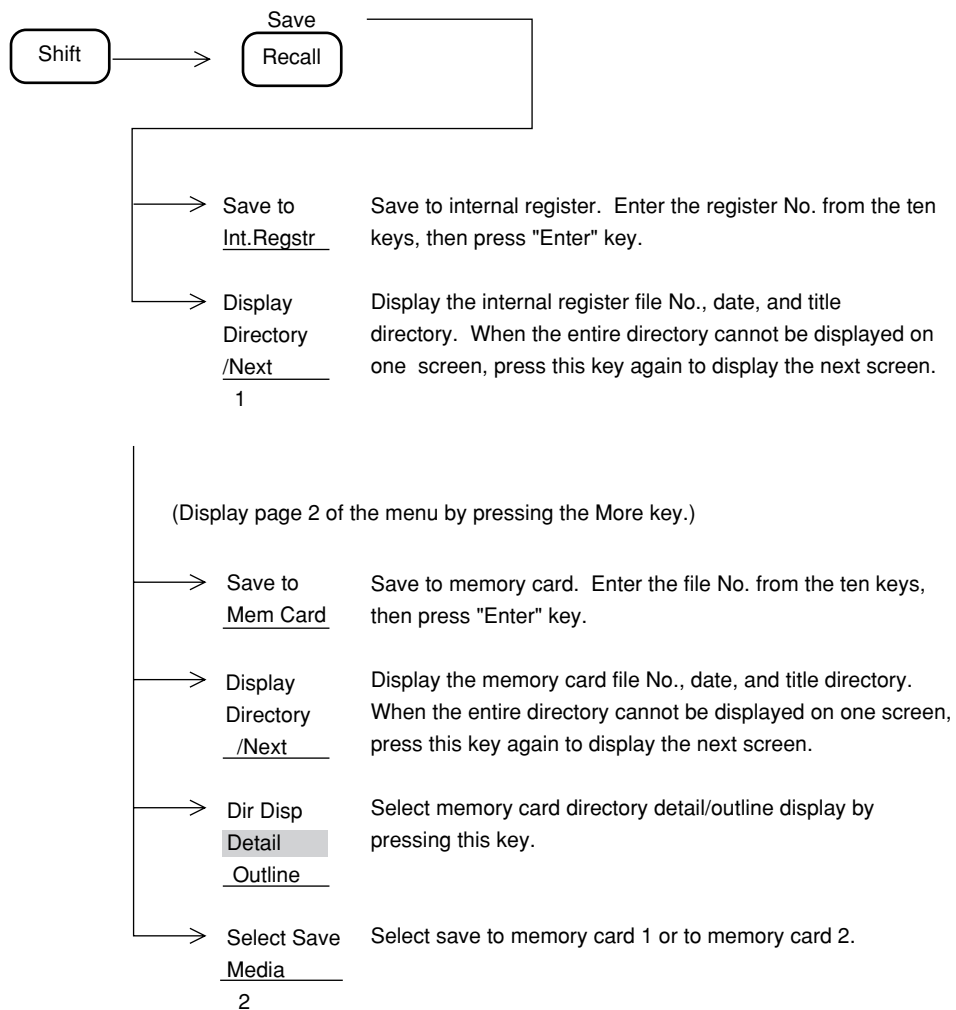 Save
Shift
Recall
Save to
Int.Regstr
Save to internal register. Enter the register No. from the ten
keys, then press "Enter" key.
Display
Directory
/Next
1
Display the internal register file No., date, and title
directory. When the entire directory cannot be displayed on
one screen, press this key again to display the next screen.
(Display page 2 of the menu by pressing the More key.)
Save to
Mem Card
Save to memory card. Enter the file No. from the ten keys,
then press "Enter" key.
Display
Directory
/Next
Display the memory card file No., date, and title directory.
When the entire directory cannot be displayed on one screen,
press this key again to display the next screen.
Dir Disp
Detail
Outline
Select memory card directory detail/outline display by
pressing this key.
Select Save
Media
2
Select save to memory card 1 or to memory card 2.